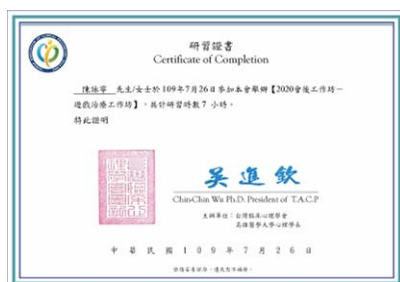 研習證書
Certificate of Completion
陳詠寧 先生/女士於109年7月26日參加本會舉辦【2020會後工作坊－
遊戲治療工作坊】，共計研習時數 7 小時。
特此證明
吳進欽
Chin-Chin Wu Ph.D. President of T.A.C.P
主辦單位：台灣臨床心理學會
高雄醫學大學心理學系
中華民國109年7月26日